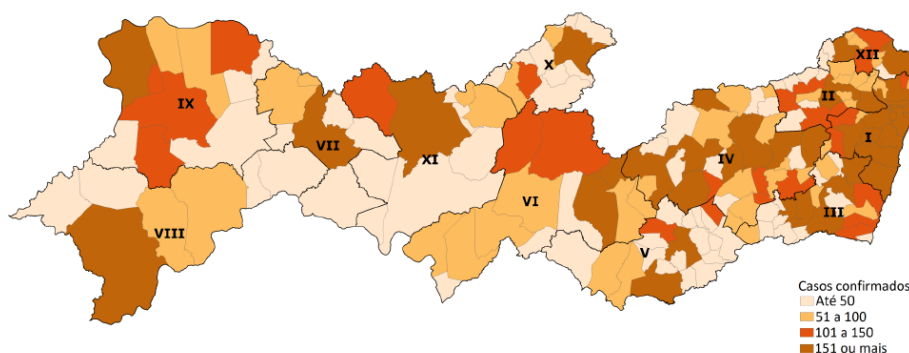 X
XII
IX
II
I
VII
IV
XI
VI
III
VIII
V
Casos confirmados
Até 50
51 a 100
101 a 150
151 ou mais